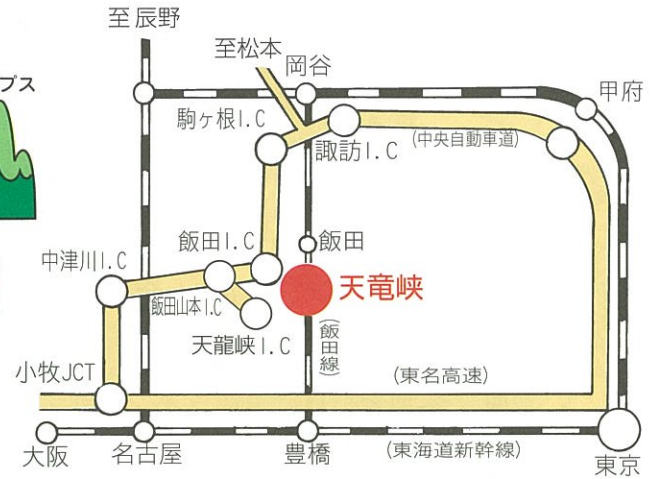 至 辰野
至松本
岡谷
プス
甲府
駒ヶ根I.C
諏訪I.C
(中央自動車道)
飯田I.C
飯田
中津川I.C
飯田山本I.C
天竜峡
天龍峡I.C
(飯田線)
小牧JCT
(東名高速)
大阪
名古屋
豊橋
(東海道新幹線)
東京